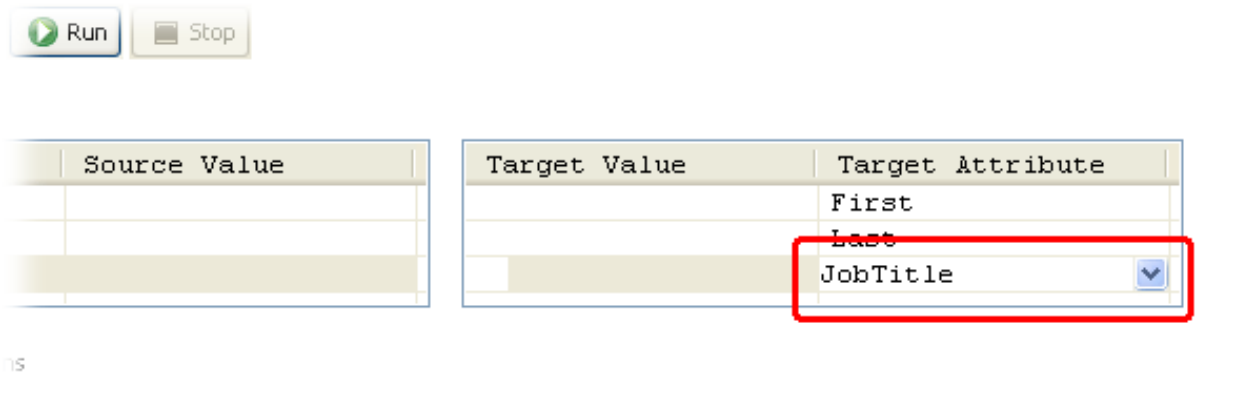 Run Stop
Source Value Target Value Target Attribute
First
Last
JobTitle